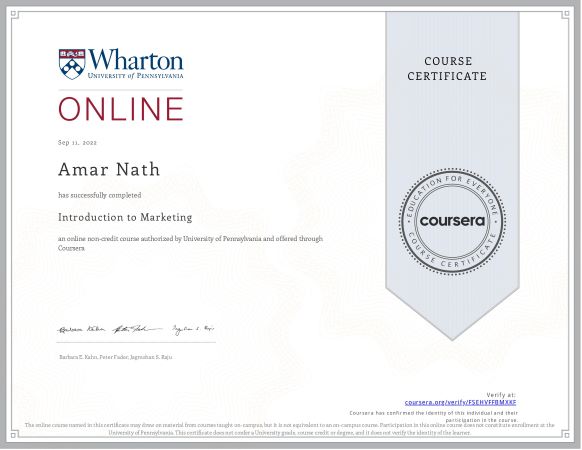 Wharton
UNIVERSITY OF PENNSYLVANIA
ONLINE
COURSE
CERTIFICATE
Sep 11, 2022
Amar Nath
has successfully completed
Introduction to Marketing
an online non-credit course authorized by University of Pennsylvania and offered through
Coursera
EDUCATION FOR EVERYONE
coursera
COURSE CERTIFICATE
Barbara E. Kahn, Peter Fader, Jagmohan S. Raju
Verify at:
coursera.org/verify/FSEHVFFBMXKF
Coursera has confirmed the identity of this individual and their
participation in the course.
The online course named in this certificate may draw on material from courses taught on-campus, but it is not equivalent to an on-campus course. Participation in this online course does not constitute enrollment at the
University of Pennsylvania. This certificate does not confer a University grade, course credit or degree, and it does not verify the identity of the learner.